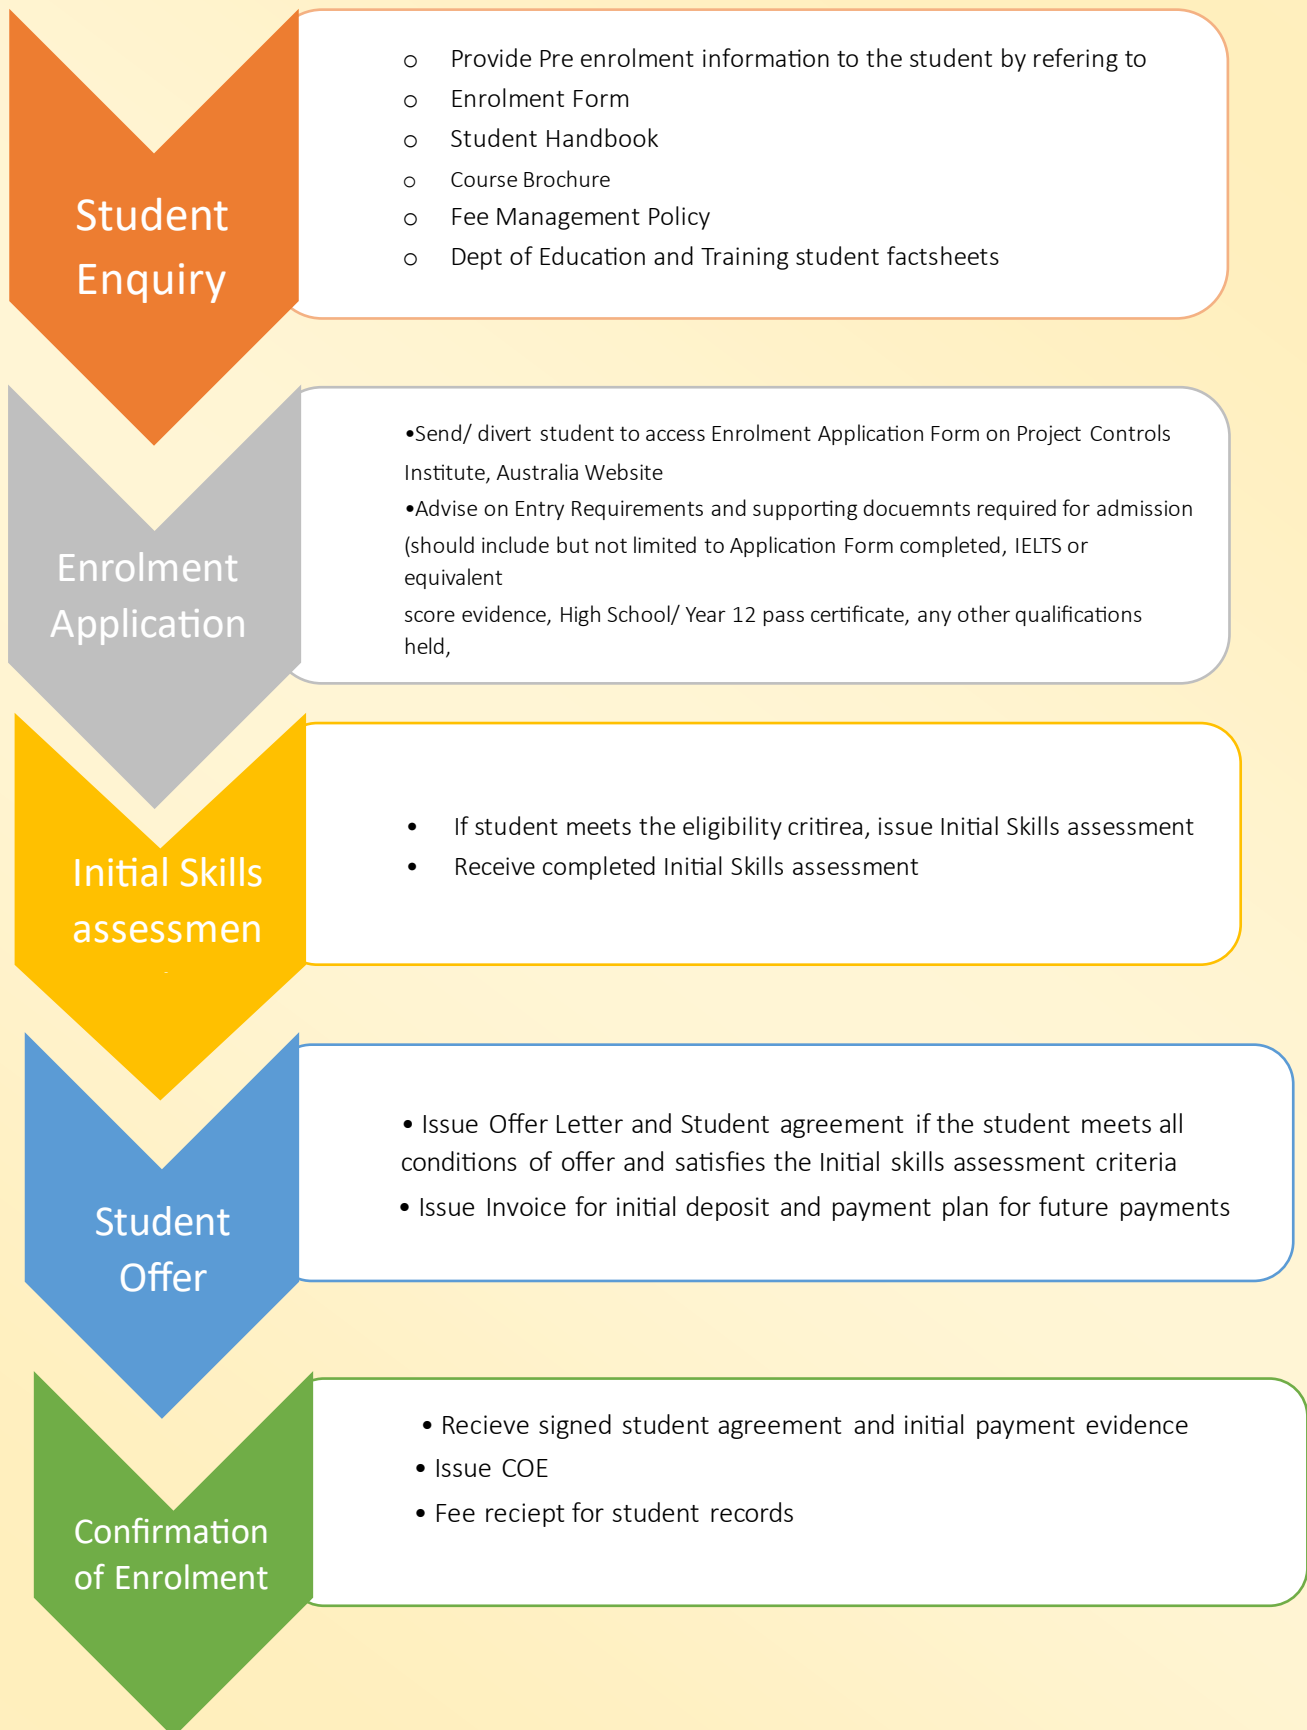 Student
Enquiry
o Provide Pre enrolment information to the student by refering to
o Enrolment Form
o Student Handbook
o Course Brochure
o Fee Management Policy
o Dept of Education and Training student factsheets
Enrolment
Application
•Send/ divert student to access Enrolment Application Form on Project Controls
Institute, Australia Website
•Advise on Entry Requirements and supporting docuemnts required for admission
(should include but not limited to Application Form completed, IELTS or
equivalent
score evidence, High School/ Year 12 pass certificate, any other qualifications
held,
Initial Skills
assessmen
• If student meets the eligibility critirea, issue Initial Skills assessment
• Receive completed Initial Skills assessment
Student
Offer
• Issue Offer Letter and Student agreement if the student meets all
conditions of offer and satisfies the Initial skills assessment criteria
• Issue Invoice for initial deposit and payment plan for future payments
Confirmation
of Enrolment
• Recieve signed student agreement and initial payment evidence
• Issue COE
• Fee reciept for student records